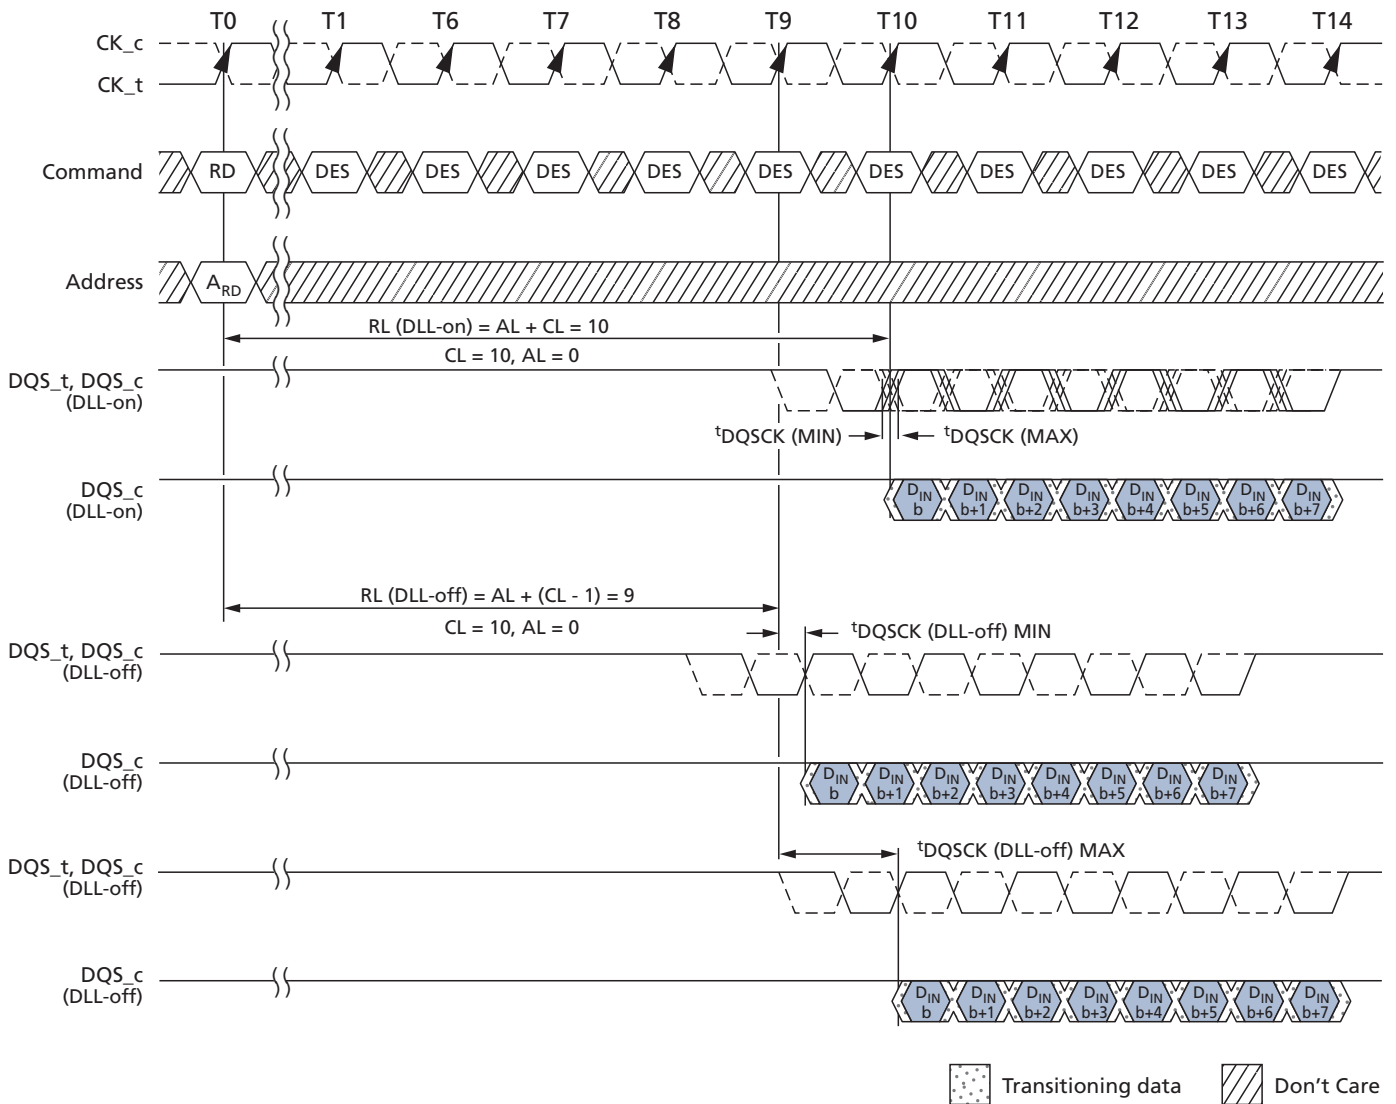 T0 T1 T6 T7 T8 T9 T10 T11 T12 T13 T14
CK_c
CK_t
Command RD DES DES DES DES DES DES DES DES DES DES
Address ARD
RL (DLL-on) = AL + CL = 10
CL = 10, AL = 0
DQS_t, DQS_c
(DLL-on)
tDQSCK (MIN) tDQSCK (MAX)
DQS_c
(DLL-on)
DIN b DIN b+1 DIN b+2 DIN b+3 DIN b+4 DIN b+5 DIN b+6 DIN b+7
RL (DLL-off) = AL + (CL - 1) = 9
CL = 10, AL = 0
tDQSCK (DLL-off) MIN
DQS_t, DQS_c
(DLL-off)
DQS_c
(DLL-off)
DIN b DIN b+1 DIN b+2 DIN b+3 DIN b+4 DIN b+5 DIN b+6 DIN b+7
tDQSCK (DLL-off) MAX
DQS_t, DQS_c
(DLL-off)
DQS_c
(DLL-off)
DIN b DIN b+1 DIN b+2 DIN b+3 DIN b+4 DIN b+5 DIN b+6 DIN b+7
Transitioning data Don't Care